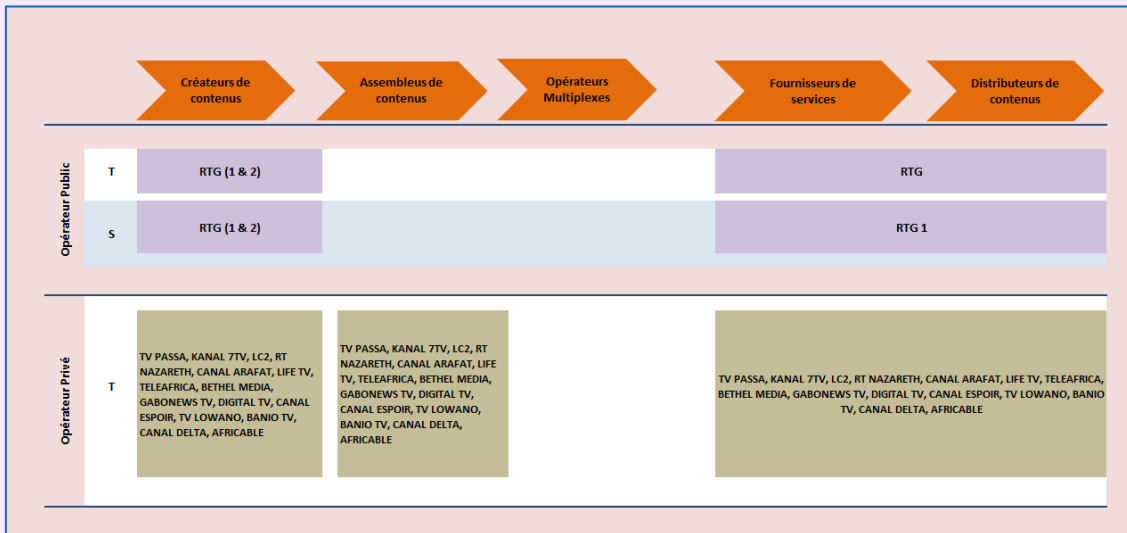 Créateurs de
contenus
Assembleus de
contenus
Opérateurs
Multiplexes
Fournisseurs de
services
Distributeurs de
contenus
Opérateur Public
T
RTG (1 & 2)
RTG
S
RTG (1 & 2)
RTG 1
Opérateur Privé
T
TV PASSA, KANAL 7TV, LC2, RT
NAZARETH, CANAL ARAFAT, LIFE TV,
TELEAFRICA, BETHEL MEDIA,
GABONEWS TV, DIGITAL TV, CANAL
ESPOIR, TV LOWANO, BANIO TV,
CANAL DELTA, AFRICABLE
TV PASSA, KANAL 7TV, LC2, RT
NAZARETH, CANAL ARAFAT, LIFE
TV, TELEAFRICA, BETHEL MEDIA,
GABONEWS TV, DIGITAL TV,
CANAL ESPOIR, TV LOWANO,
BANIO TV, CANAL DELTA,
AFRICABLE
TV PASSA, KANAL 7TV, LC2, RT NAZARETH, CANAL ARAFAT, LIFE TV, TELEAFRICA,
BETHEL MEDIA, GABONEWS TV, DIGITAL TV, CANAL ESPOIR, TV LOWANO, BANIO
TV, CANAL DELTA, AFRICABLE